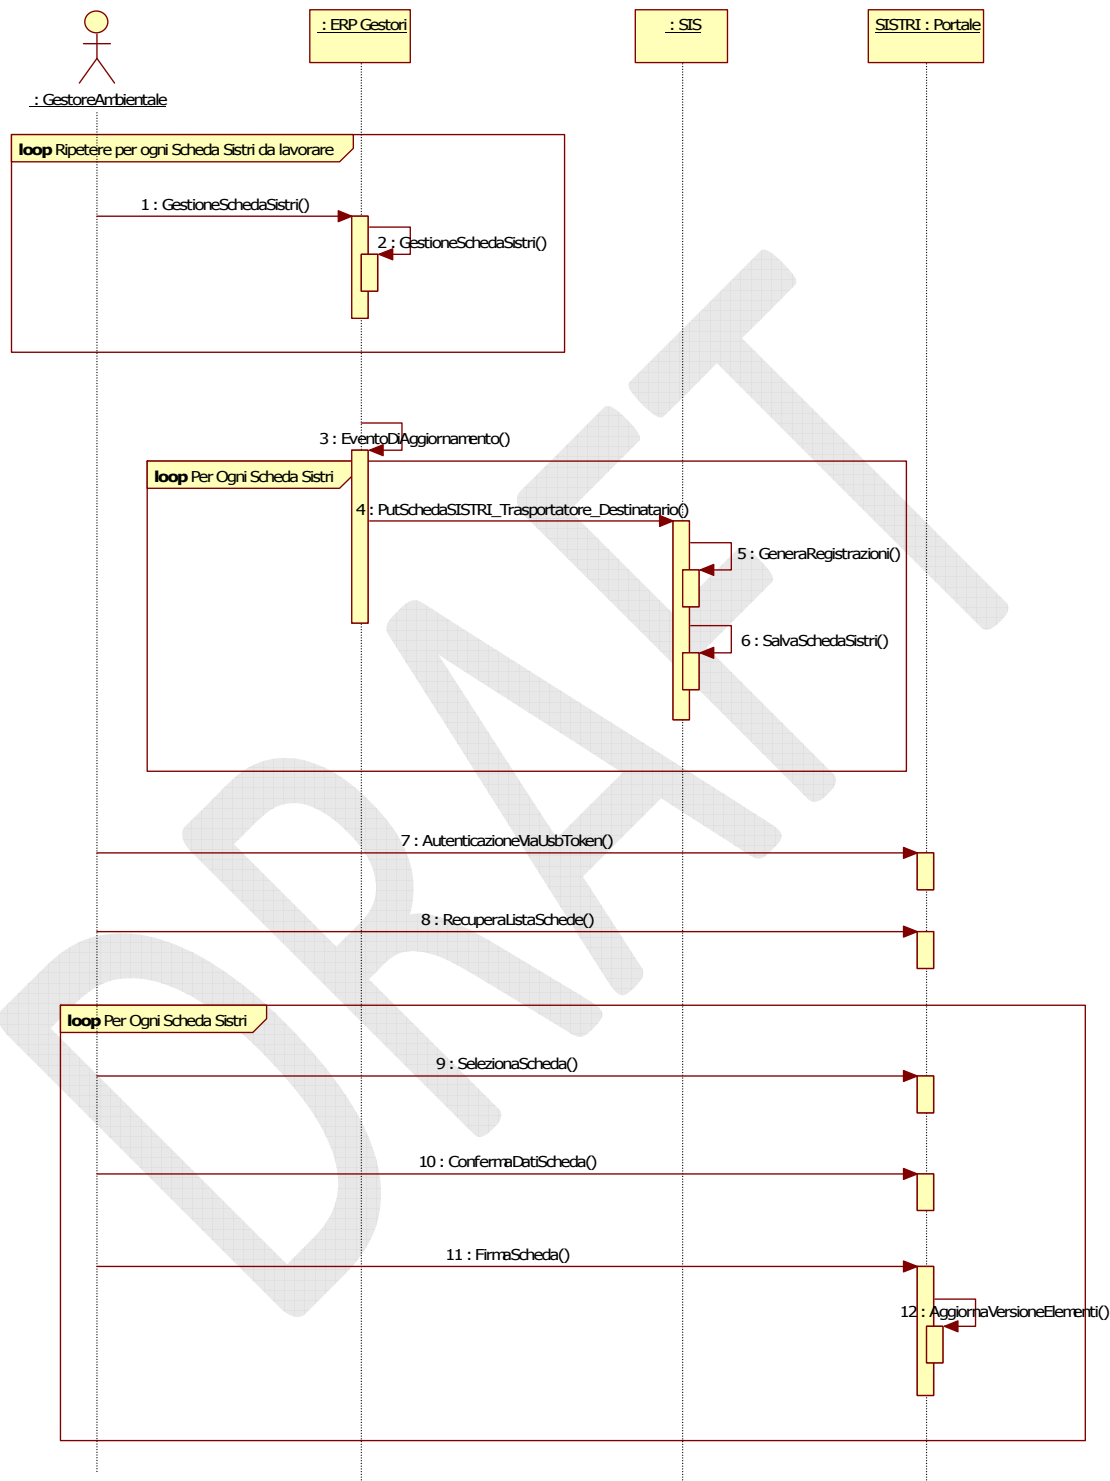 : ERP Gestori
: SIS
SISTRI : Portale
: GestoreAmbientale
loop Ripetere per ogni Scheda Sistri da lavorare
1 : GestioneSchedaSistri()
2 : GestioneSchedaSistri()
3 : EventoDiAggiornamento()
loop Per Ogni Scheda Sistri
4 : PutSchedaSISTRI_Trasportatore_Destinatario()
5 : GeneraRegistrazioni()
6 : SalvaSchedaSistri()
7 : AutenticazioneViaUsbToken()
8 : RecuperaListaSchede()
loop Per Ogni Scheda Sistri
9 : SelezionaScheda()
10 : ConfermaDatiScheda()
11 : FirmaScheda()
12 : AggiornaVersioneElementi()
DRAFT